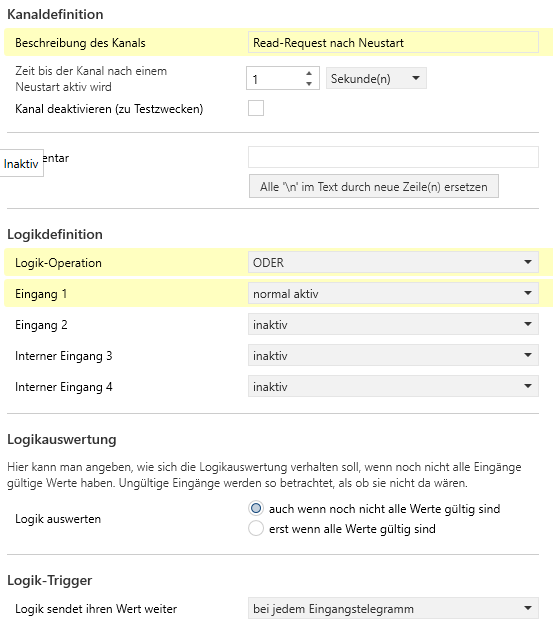 Kanaldefinition
Beschreibung des Kanals Read-Request nach Neustart
Zeit bis der Kanal nach einem
Neustart aktiv wird 1 Sekunde(n)
Kanal deaktivieren (zu Testzwecken)
Inaktiv entar
Alle '\n' im Text durch neue Zeile(n) ersetzen
Logikdefinition
Logik-Operation ODER
Eingang 1 normal aktiv
Eingang 2 inaktiv
Interner Eingang 3 inaktiv
Interner Eingang 4 inaktiv
Logikauswertung
Hier kann man angeben, wie sich die Logikauswertung verhalten soll, wenn noch nicht alle Eingänge
gültige Werte haben. Ungültige Eingänge werden so betrachtet, als ob sie nicht da wären.
Logik auswerten auch wenn noch nicht alle Werte gültig sind
erst wenn alle Werte gültig sind
Logik-Trigger
Logik sendet ihren Wert weiter bei jedem Eingangstelegramm